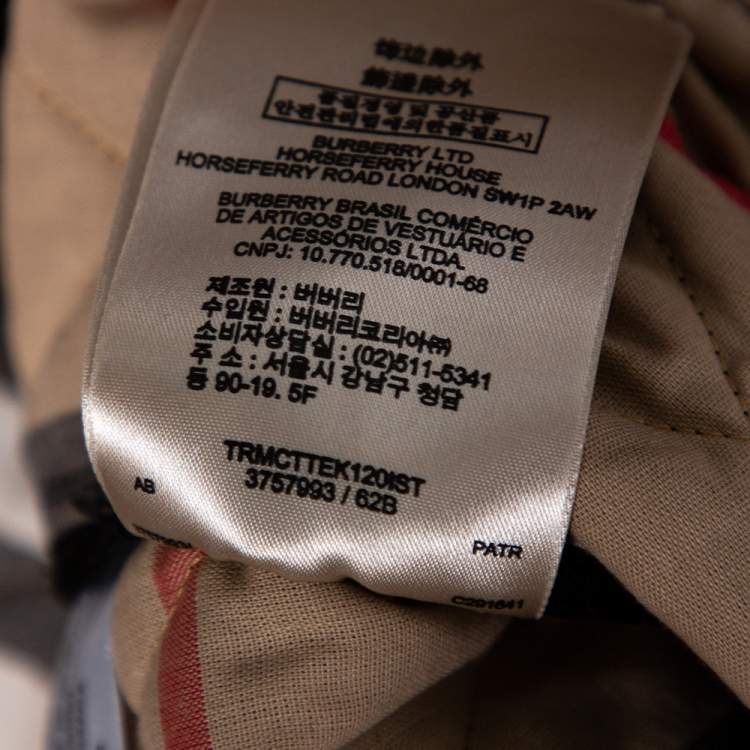 饰边除外
飾邊除外
품질경영 및 공산품
안전관리법에의한품질표시
BURBERRY LTD
HORSEFERRY HOUSE
HORSEFERRY ROAD LONDON SW1P 2AW
BURBERRY BRASIL COMÉRCIO
DE ARTIGOS DE VESTUÁRIO E
ACESSÓRIOS LTDA.
CNPJ: 10.770.518/0001-68
제조원 : 버버리
수입원 : 버버리코리아㈜
소비자상담실 : (02)511-5341
주 소 : 서울시 강남구 청담
동 90-19. 5F
TRMCTTEK120IST
3757993 / 62B
AB
PATR
C291641